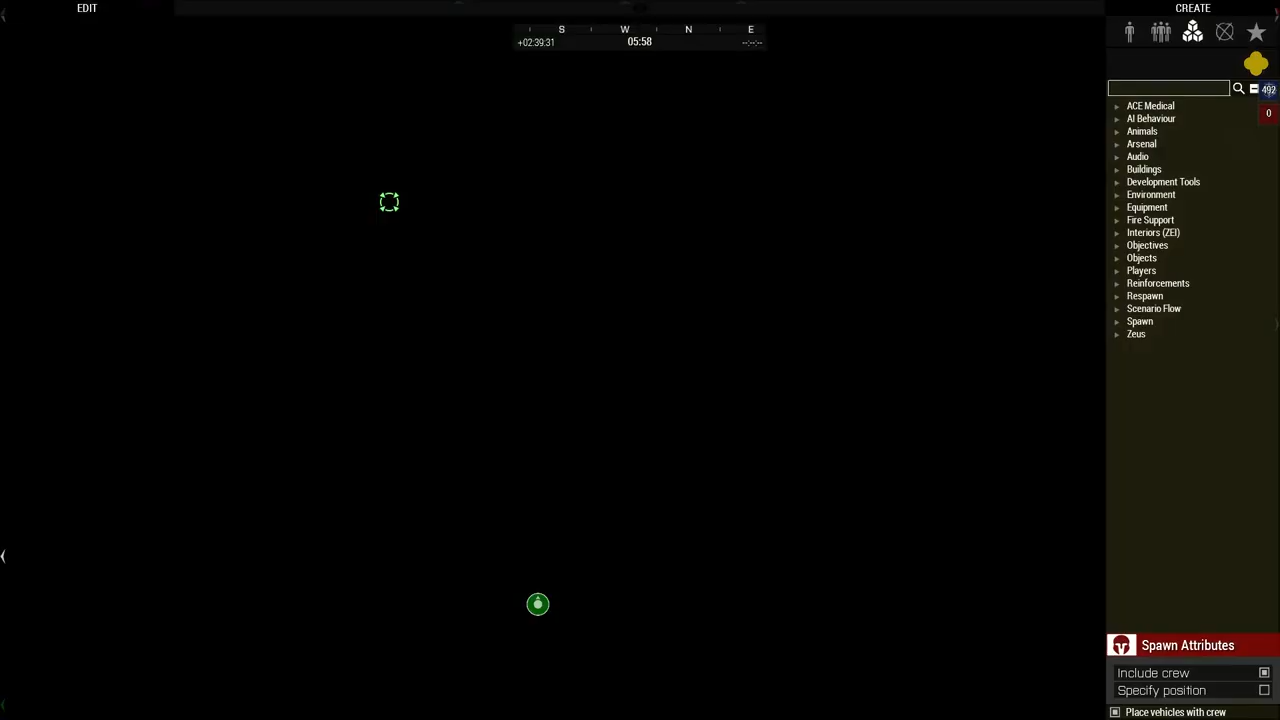 EDIT
CREATE
S W N E
+02:39.31 05:58 --:--:--
492
0
ACE Medical
AI Behaviour
Animals
Arsenal
Audio
Buildings
Development Tools
Environment
Equipment
Fire Support
Interiors (ZEI)
Objectives
Objects
Players
Reinforcements
Respawn
Scenario Flow
Spawn
Zeus
Spawn Attributes
Include crew
Specify position
Place vehicles with crew